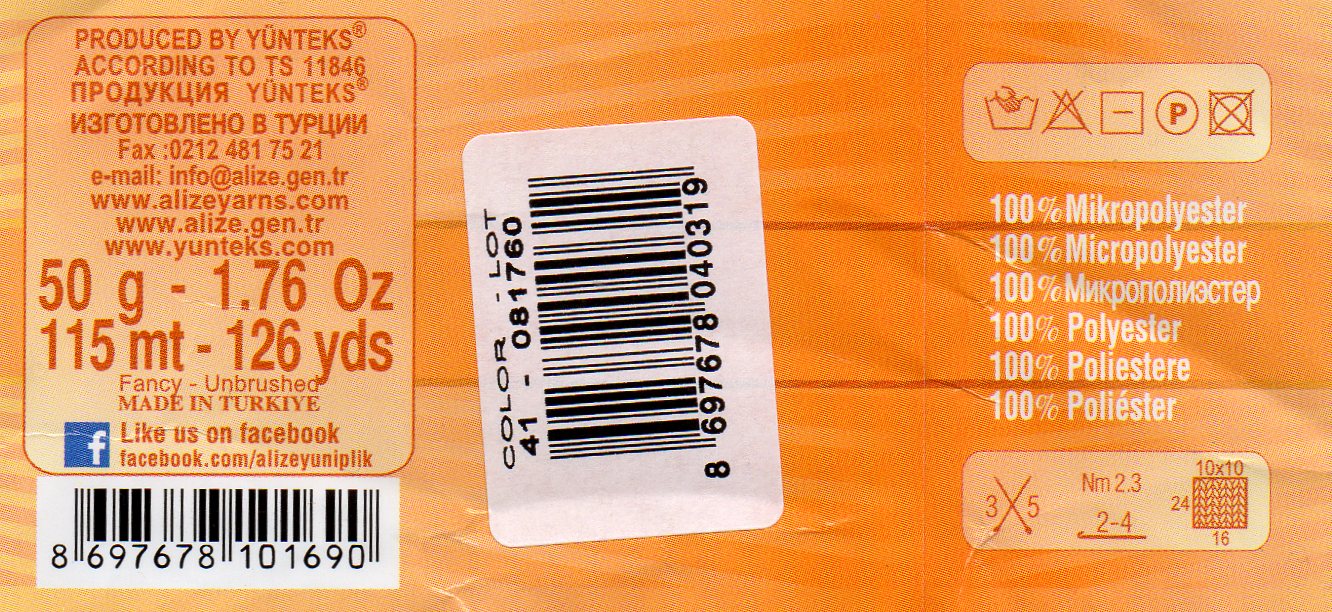 PRODUCED BY YÜNTEKS®
ACCORDING TO TS 11846
ПРОДУКЦИЯ YÜNTEKS®
ИЗГОТОВЛЕНО В ТУРЦИИ
Fax :0212 481 75 21
e-mail: info@alize.gen.tr
www.alizeyarns.com
www.alize.gen.tr
www.yunteks.com
50 g - 1.76 Oz
115 mt - 126 yds
Fancy - Unbrushed
MADE IN TURKIYE
f Like us on facebook
facebook.com/alizeyuniplik
8 697678 101690
COLOR - LOT
41 - 081760
8 697678 040319
P
100% Mikropolyester
100% Micropolyester
100% Микрополиэстер
100% Polyester
100% Poliestere
100% Poliéster
3 5
Nm 2.3
2-4
10x10
24
16